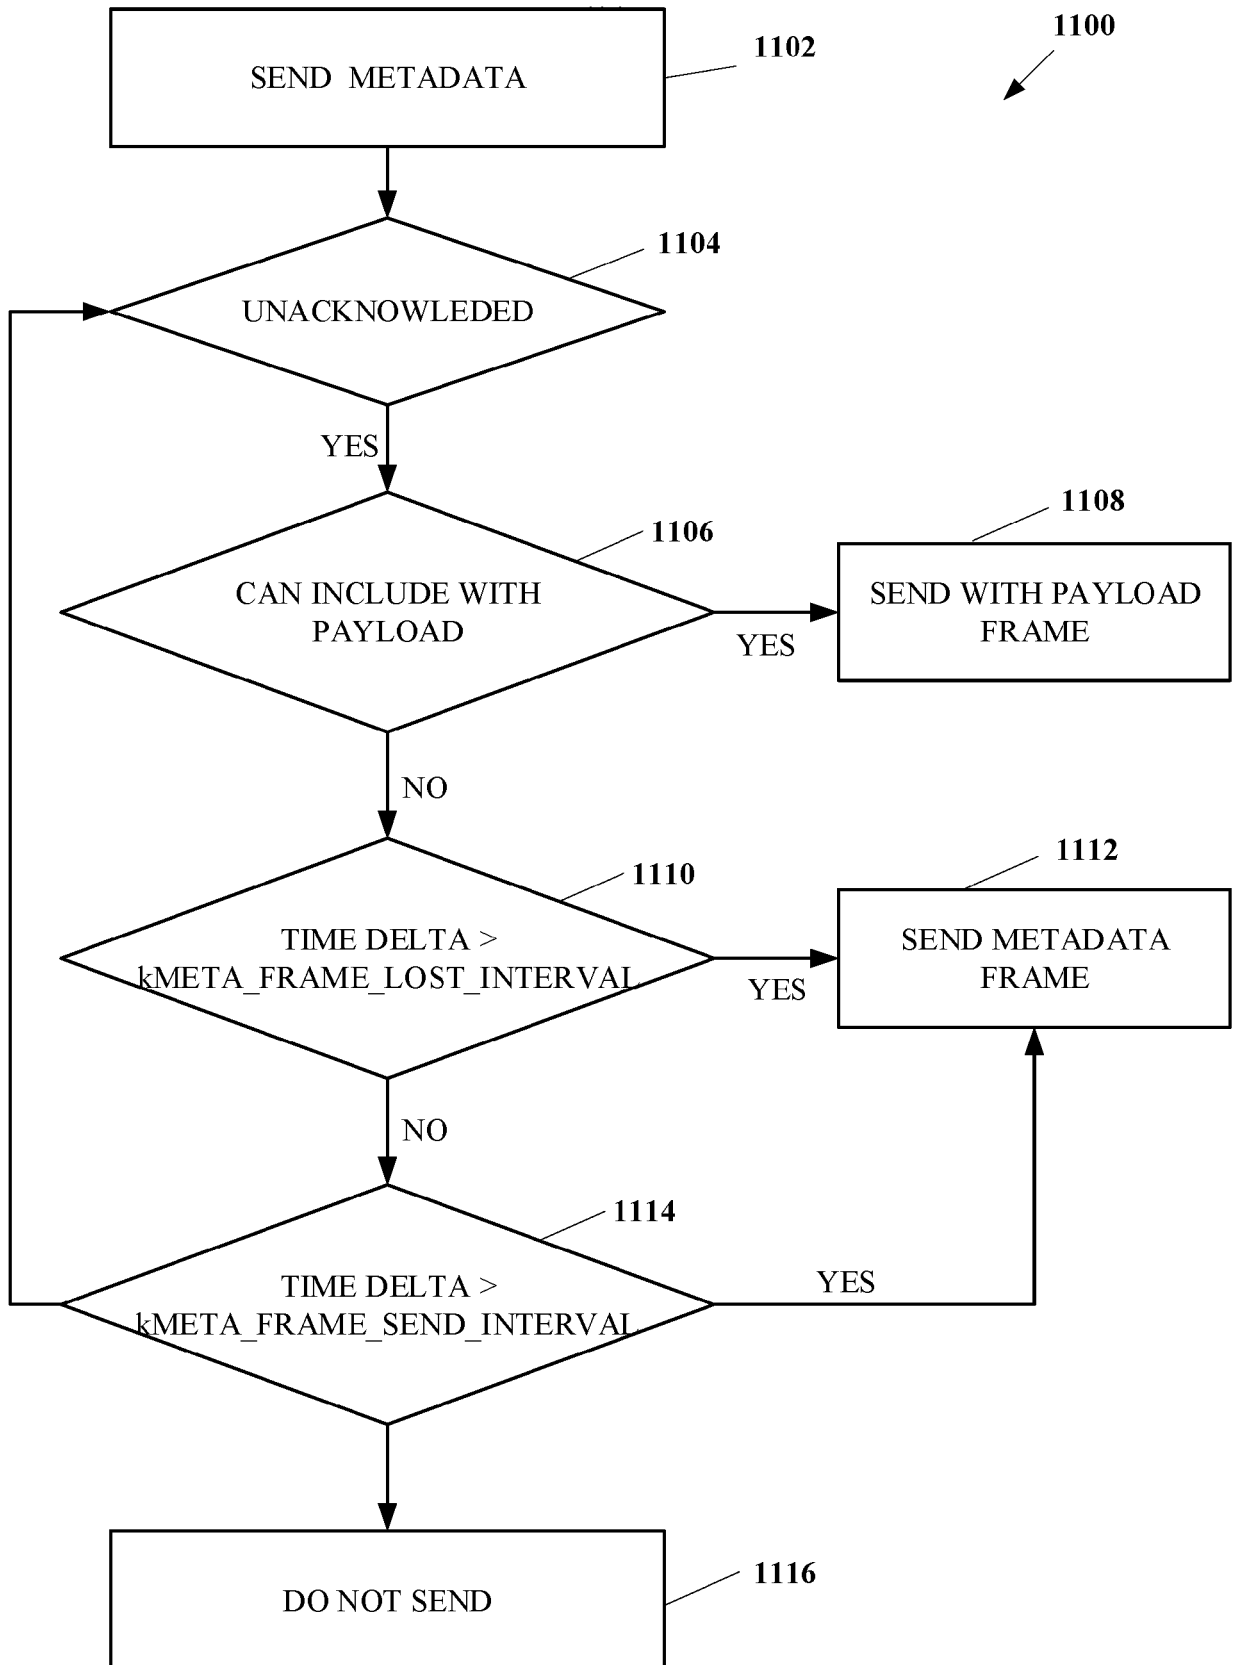 1100
SEND METADATA
1102
UNACKNOWLEDED
1104
YES
CAN INCLUDE WITH
PAYLOAD
1106
YES
SEND WITH PAYLOAD
FRAME
1108
NO
TIME DELTA >
kMETA_FRAME_LOST_INTERVAL
1110
YES
SEND METADATA
FRAME
1112
NO
TIME DELTA >
kMETA_FRAME_SEND_INTERVAL
1114
YES
DO NOT SEND
1116